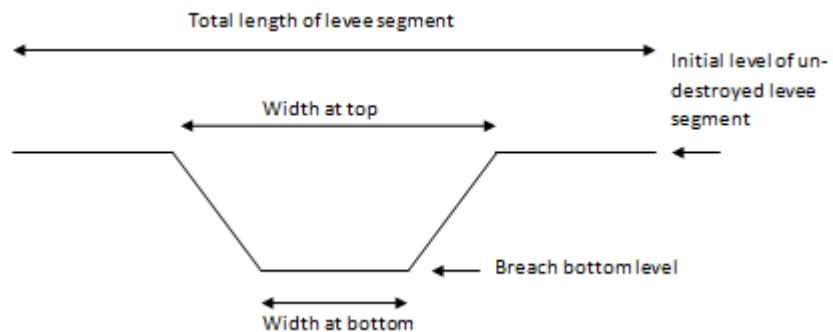 Total length of levee segment
Initial level of un-
destroyed levee
segment
Width at top
Breach bottom level
Width at bottom